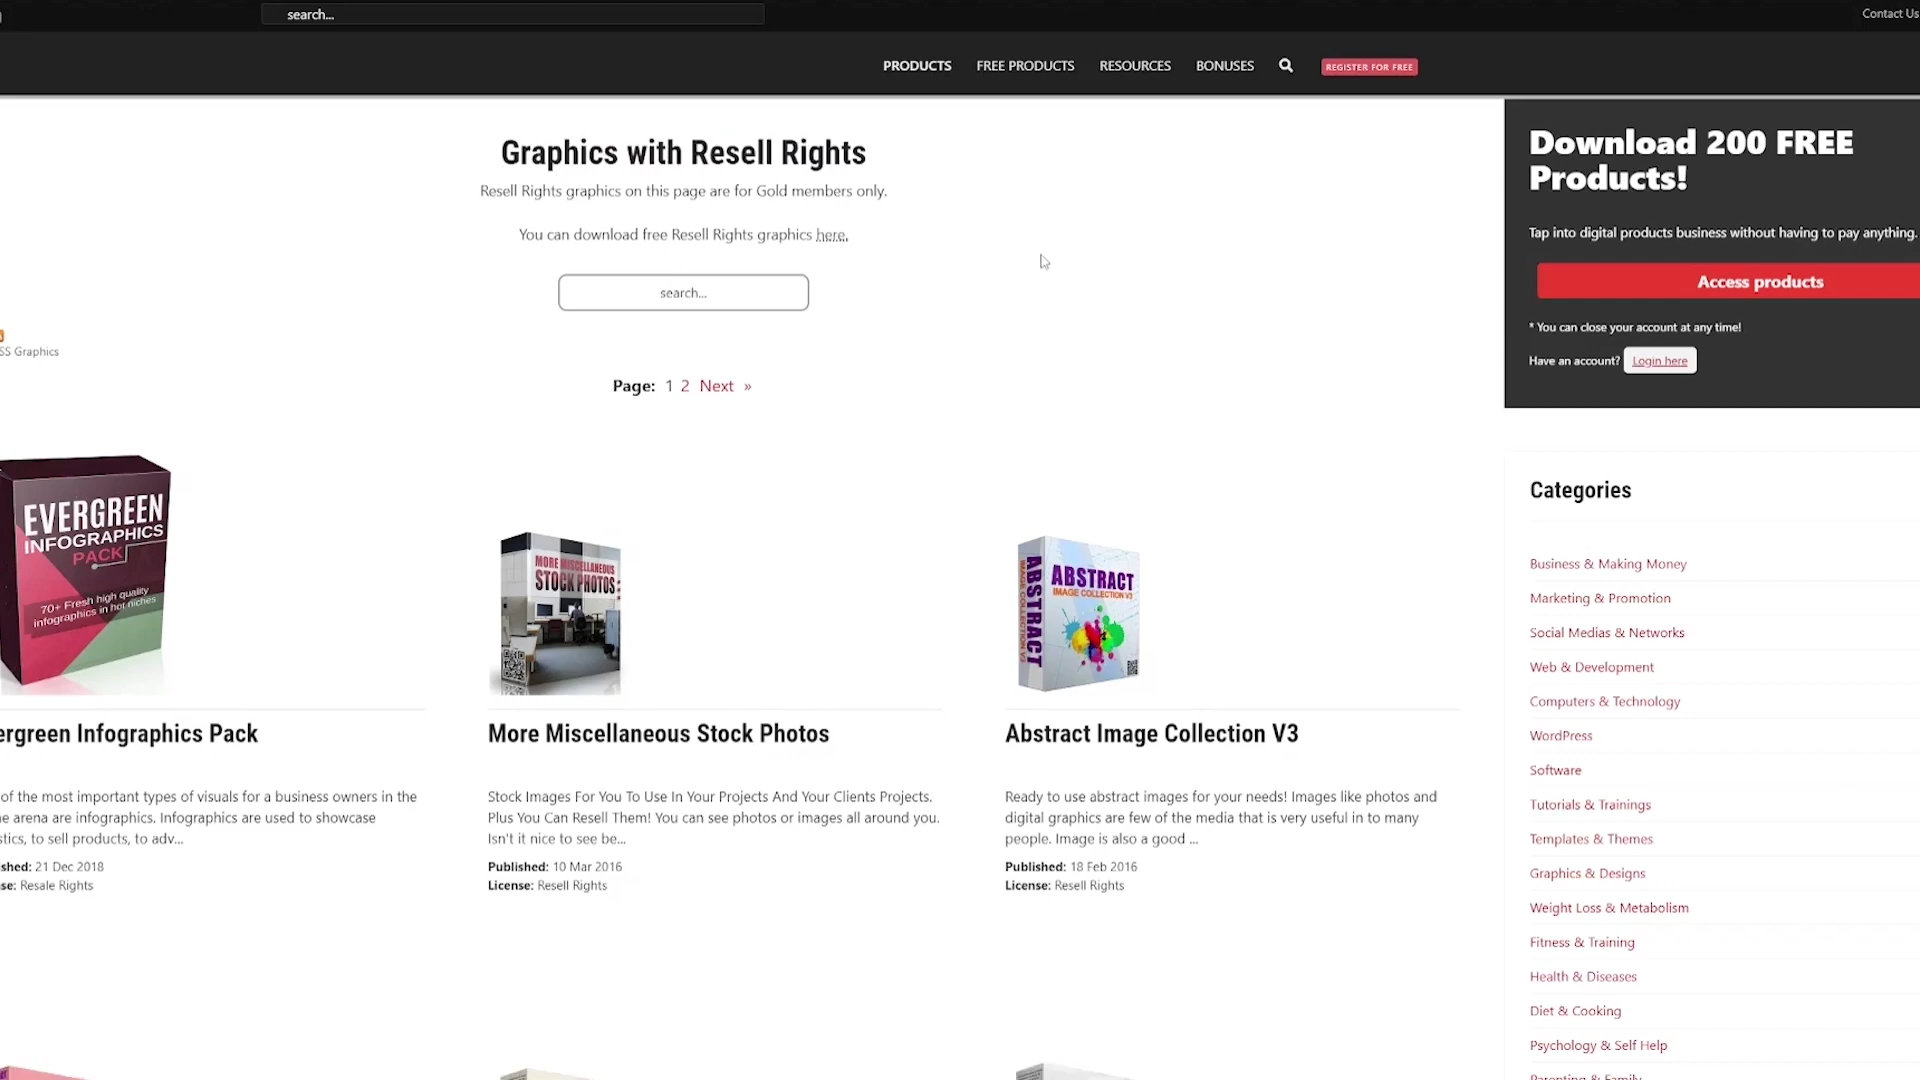 search...
Contact Us
PRODUCTS FREE PRODUCTS RESOURCES BONUSES REGISTER FOR FREE
Graphics with Resell Rights
Resell Rights graphics on this page are for Gold members only.
You can download free Resell Rights graphics here.
search...
SS Graphics
Page: 1 2 Next »
EVERGREEN
INFOGRAPHICS
PACK
70+ Fresh high quality
infographics in hot niches
ergreen Infographics Pack
of the most important types of visuals for a business owners in the
e arena are infographics. Infographics are used to showcase
stics, to sell products, to adv...
shed: 21 Dec 2018
se: Resale Rights
MORE MISCELLANEOUS
STOCK PHOTOS
More Miscellaneous Stock Photos
Stock Images For You To Use In Your Projects And Your Clients Projects.
Plus You Can Resell Them! You can see photos or images all around you.
Isn't it nice to see be...
Published: 10 Mar 2016
License: Resell Rights
ABSTRACT
IMAGE COLLECTION V3
ABSTRACT
IMAGE COLLECTION V3
Abstract Image Collection V3
Ready to use abstract images for your needs! Images like photos and
digital graphics are few of the media that is very useful in to many
people. Image is also a good ...
Published: 18 Feb 2016
License: Resell Rights
Download 200 FREE
Products!
Tap into digital products business without having to pay anything.
Access products
* You can close your account at any time!
Have an account? Login here
Categories
Business & Making Money
Marketing & Promotion
Social Medias & Networks
Web & Development
Computers & Technology
WordPress
Software
Tutorials & Trainings
Templates & Themes
Graphics & Designs
Weight Loss & Metabolism
Fitness & Training
Health & Diseases
Diet & Cooking
Psychology & Self Help
Parenting & Family